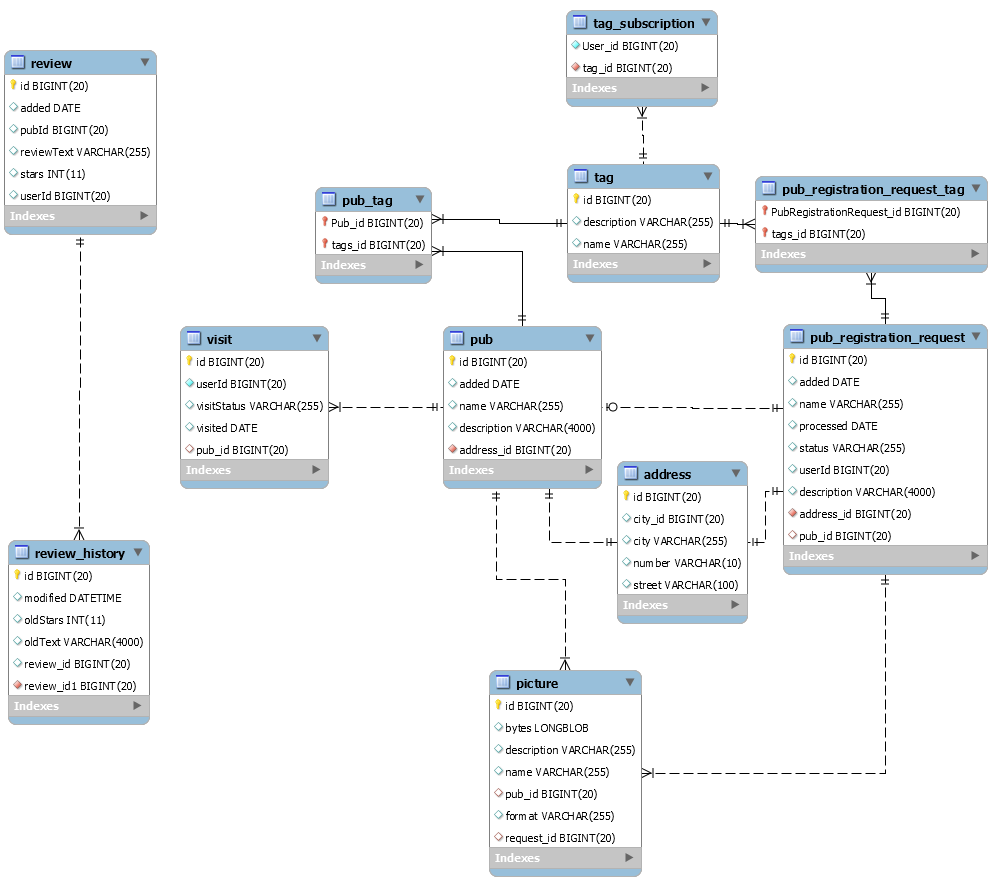 tag_subscription
User_id BIGINT(20)
tag_id BIGINT(20)
Indexes
review
id BIGINT(20)
added DATE
pubId BIGINT(20)
reviewText VARCHAR(255)
stars INT(11)
userId BIGINT(20)
Indexes
tag
id BIGINT(20)
description VARCHAR(255)
name VARCHAR(255)
Indexes
pub_registration_request_tag
PubRegistrationRequest_id BIGINT(20)
tags_id BIGINT(20)
Indexes
pub_tag
Pub_id BIGINT(20)
tags_id BIGINT(20)
Indexes
visit
id BIGINT(20)
userId BIGINT(20)
visitStatus VARCHAR(255)
visited DATE
pub_id BIGINT(20)
Indexes
pub
id BIGINT(20)
added DATE
name VARCHAR(255)
description VARCHAR(4000)
address_id BIGINT(20)
Indexes
pub_registration_request
id BIGINT(20)
added DATE
name VARCHAR(255)
processed DATE
status VARCHAR(255)
userId BIGINT(20)
description VARCHAR(4000)
address_id BIGINT(20)
pub_id BIGINT(20)
Indexes
address
id BIGINT(20)
city_id BIGINT(20)
city VARCHAR(255)
number VARCHAR(10)
street VARCHAR(100)
Indexes
review_history
id BIGINT(20)
modified DATETIME
oldStars INT(11)
oldText VARCHAR(4000)
review_id BIGINT(20)
review_id1 BIGINT(20)
Indexes
picture
id BIGINT(20)
bytes LONGBLOB
description VARCHAR(255)
name VARCHAR(255)
pub_id BIGINT(20)
format VARCHAR(255)
request_id BIGINT(20)
Indexes